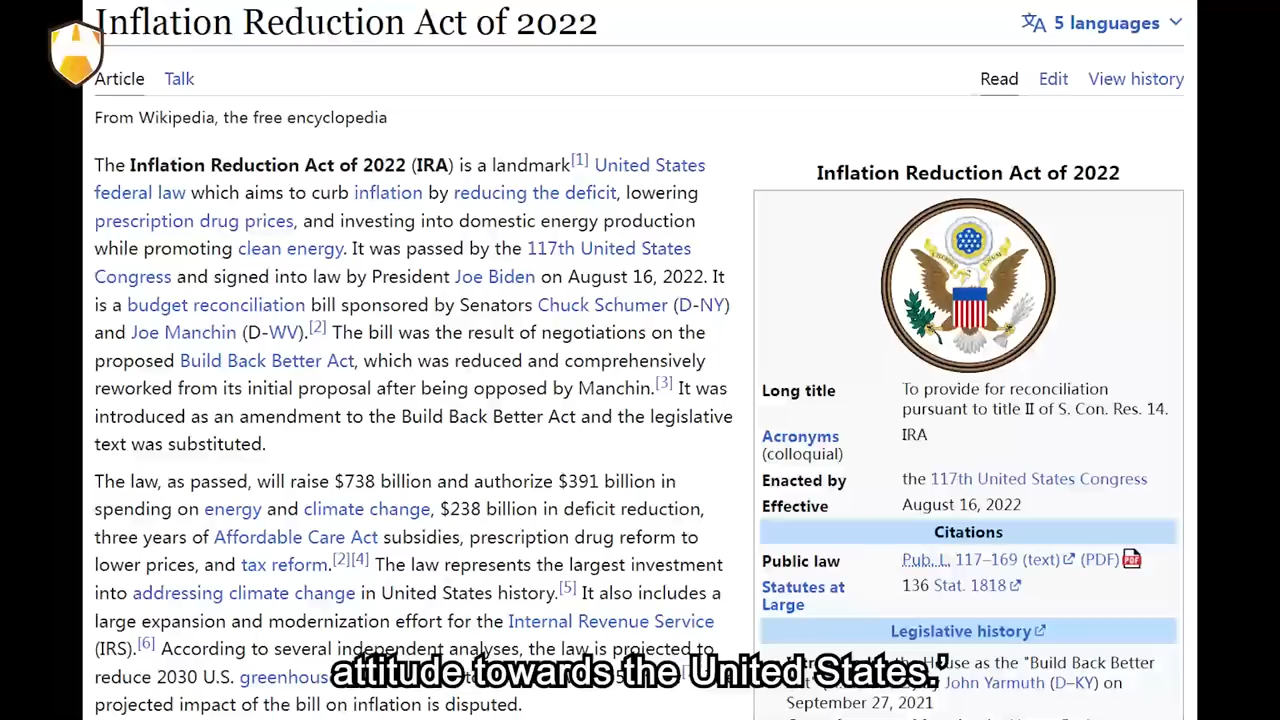 Inflation Reduction Act of 2022
5 languages
Article Talk
Read Edit View history
From Wikipedia, the free encyclopedia
The Inflation Reduction Act of 2022 (IRA) is a landmark[1] United States
federal law which aims to curb inflation by reducing the deficit, lowering
prescription drug prices, and investing into domestic energy production
while promoting clean energy. It was passed by the 117th United States
Congress and signed into law by President Joe Biden on August 16, 2022. It
is a budget reconciliation bill sponsored by Senators Chuck Schumer (D-NY)
and Joe Manchin (D-WV).[2] The bill was the result of negotiations on the
proposed Build Back Better Act, which was reduced and comprehensively
reworked from its initial proposal after being opposed by Manchin.[3] It was
introduced as an amendment to the Build Back Better Act and the legislative
text was substituted.
The law, as passed, will raise $738 billion and authorize $391 billion in
spending on energy and climate change, $238 billion in deficit reduction,
three years of Affordable Care Act subsidies, prescription drug reform to
lower prices, and tax reform.[2][4] The law represents the largest investment
into addressing climate change in United States history.[5] It also includes a
large expansion and modernization effort for the Internal Revenue Service
(IRS).[6] According to several independent analyses, the law is projected to
reduce 2030 U.S. greenhous
projected impact of the bill on inflation is disputed.
Inflation Reduction Act of 2022
Long title To provide for reconciliation
pursuant to title II of S. Con. Res. 14.
Acronyms IRA
(colloquial)
Enacted by the 117th United States Congress
Effective August 16, 2022
Citations
Public law Pub. L. 117–169 (text) (PDF)
Statutes at 136 Stat. 1818
Large
Legislative history
House as the "Build Back Better
John Yarmuth (D–KY) on
September 27, 2021
attitude towards the United States.'